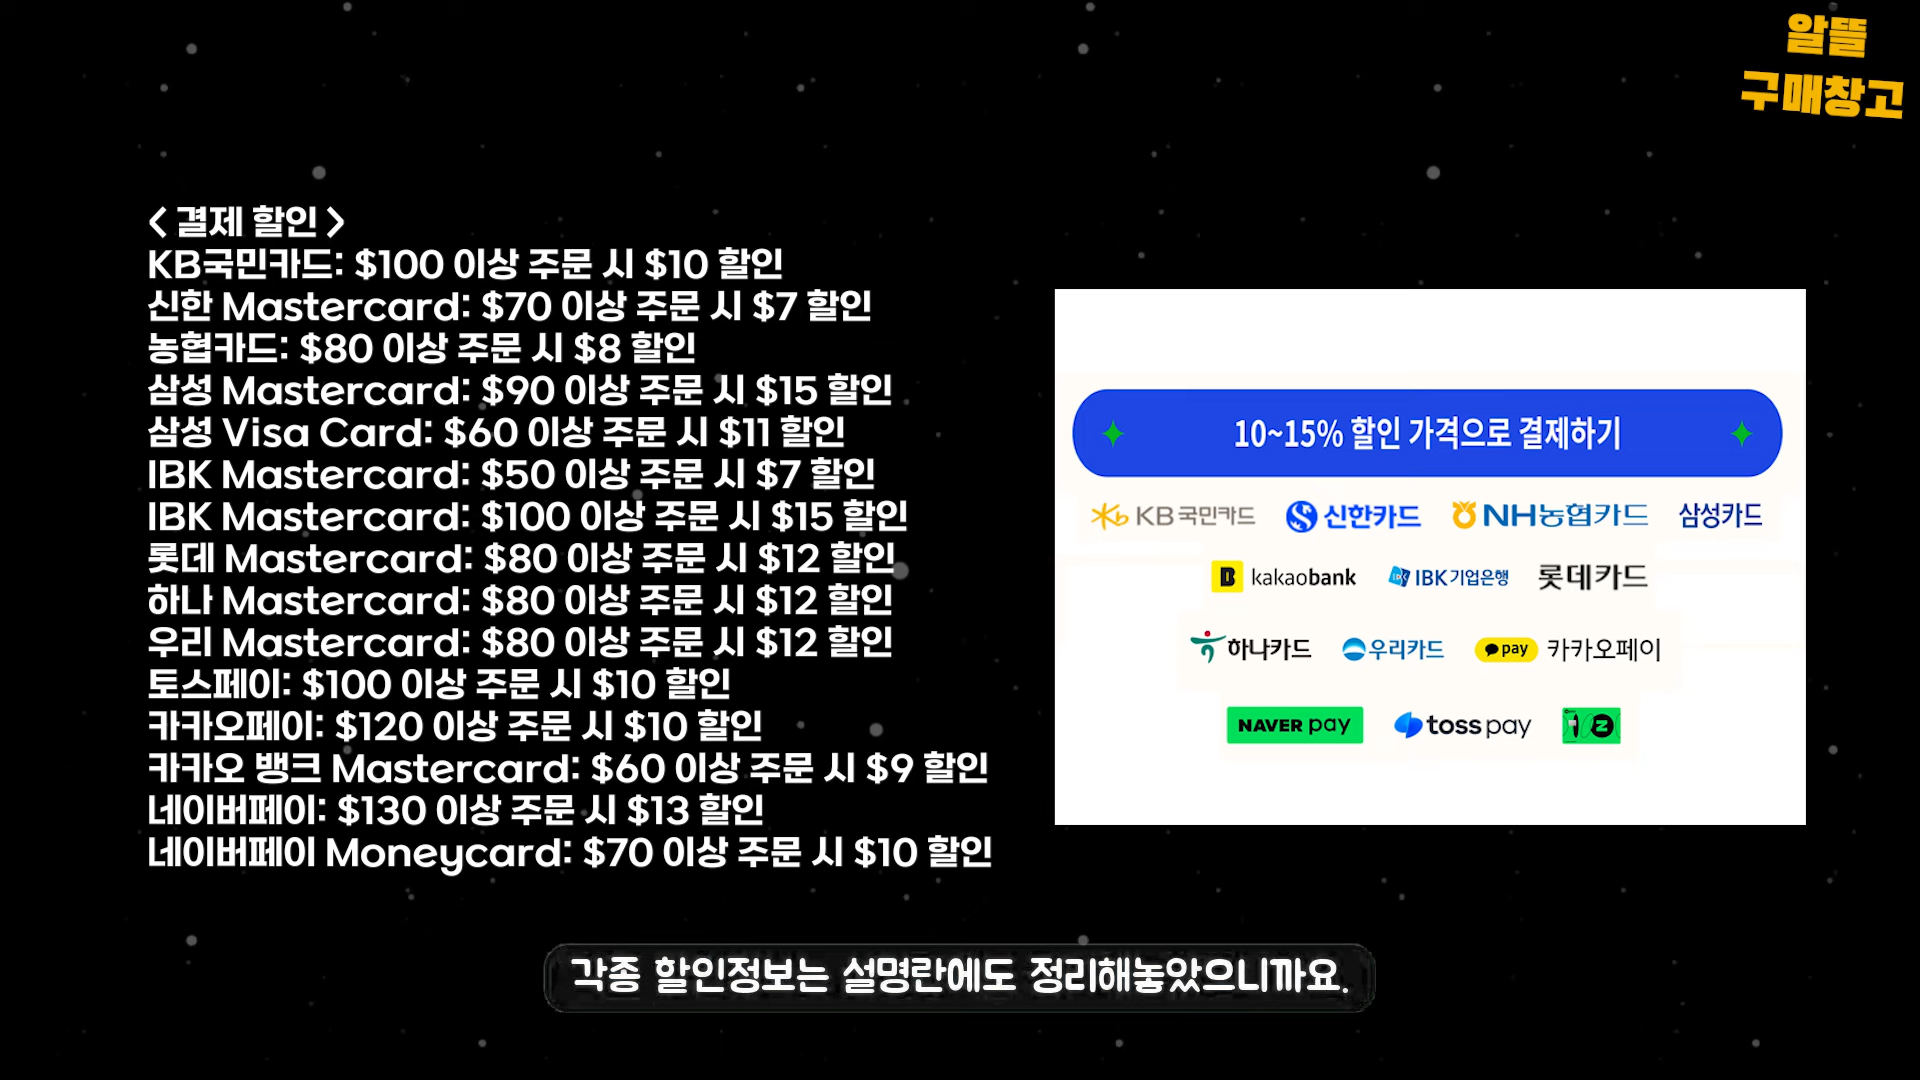 알뜰
구매창고
< 결제 할인 >
KB국민카드: $100 이상 주문 시 $10 할인
신한 Mastercard: $70 이상 주문 시 $7 할인
농협카드: $80 이상 주문 시 $8 할인
삼성 Mastercard: $90 이상 주문 시 $15 할인
삼성 Visa Card: $60 이상 주문 시 $11 할인
IBK Mastercard: $50 이상 주문 시 $7 할인
IBK Mastercard: $100 이상 주문 시 $15 할인
롯데 Mastercard: $80 이상 주문 시 $12 할인
하나 Mastercard: $80 이상 주문 시 $12 할인
우리 Mastercard: $80 이상 주문 시 $12 할인
토스페이: $100 이상 주문 시 $10 할인
카카오페이: $120 이상 주문 시 $10 할인
카카오 뱅크 Mastercard: $60 이상 주문 시 $9 할인
네이버페이: $130 이상 주문 시 $13 할인
네이버페이 Moneycard: $70 이상 주문 시 $10 할인
10~15% 할인 가격으로 결제하기
KB국민카드 신한카드 NH농협카드 삼성카드
kakaobank IBK기업은행 롯데카드
하나카드 우리카드 pay 카카오페이
NAVER pay toss pay
각종 할인정보는 설명란에도 정리해놓았으니까요.